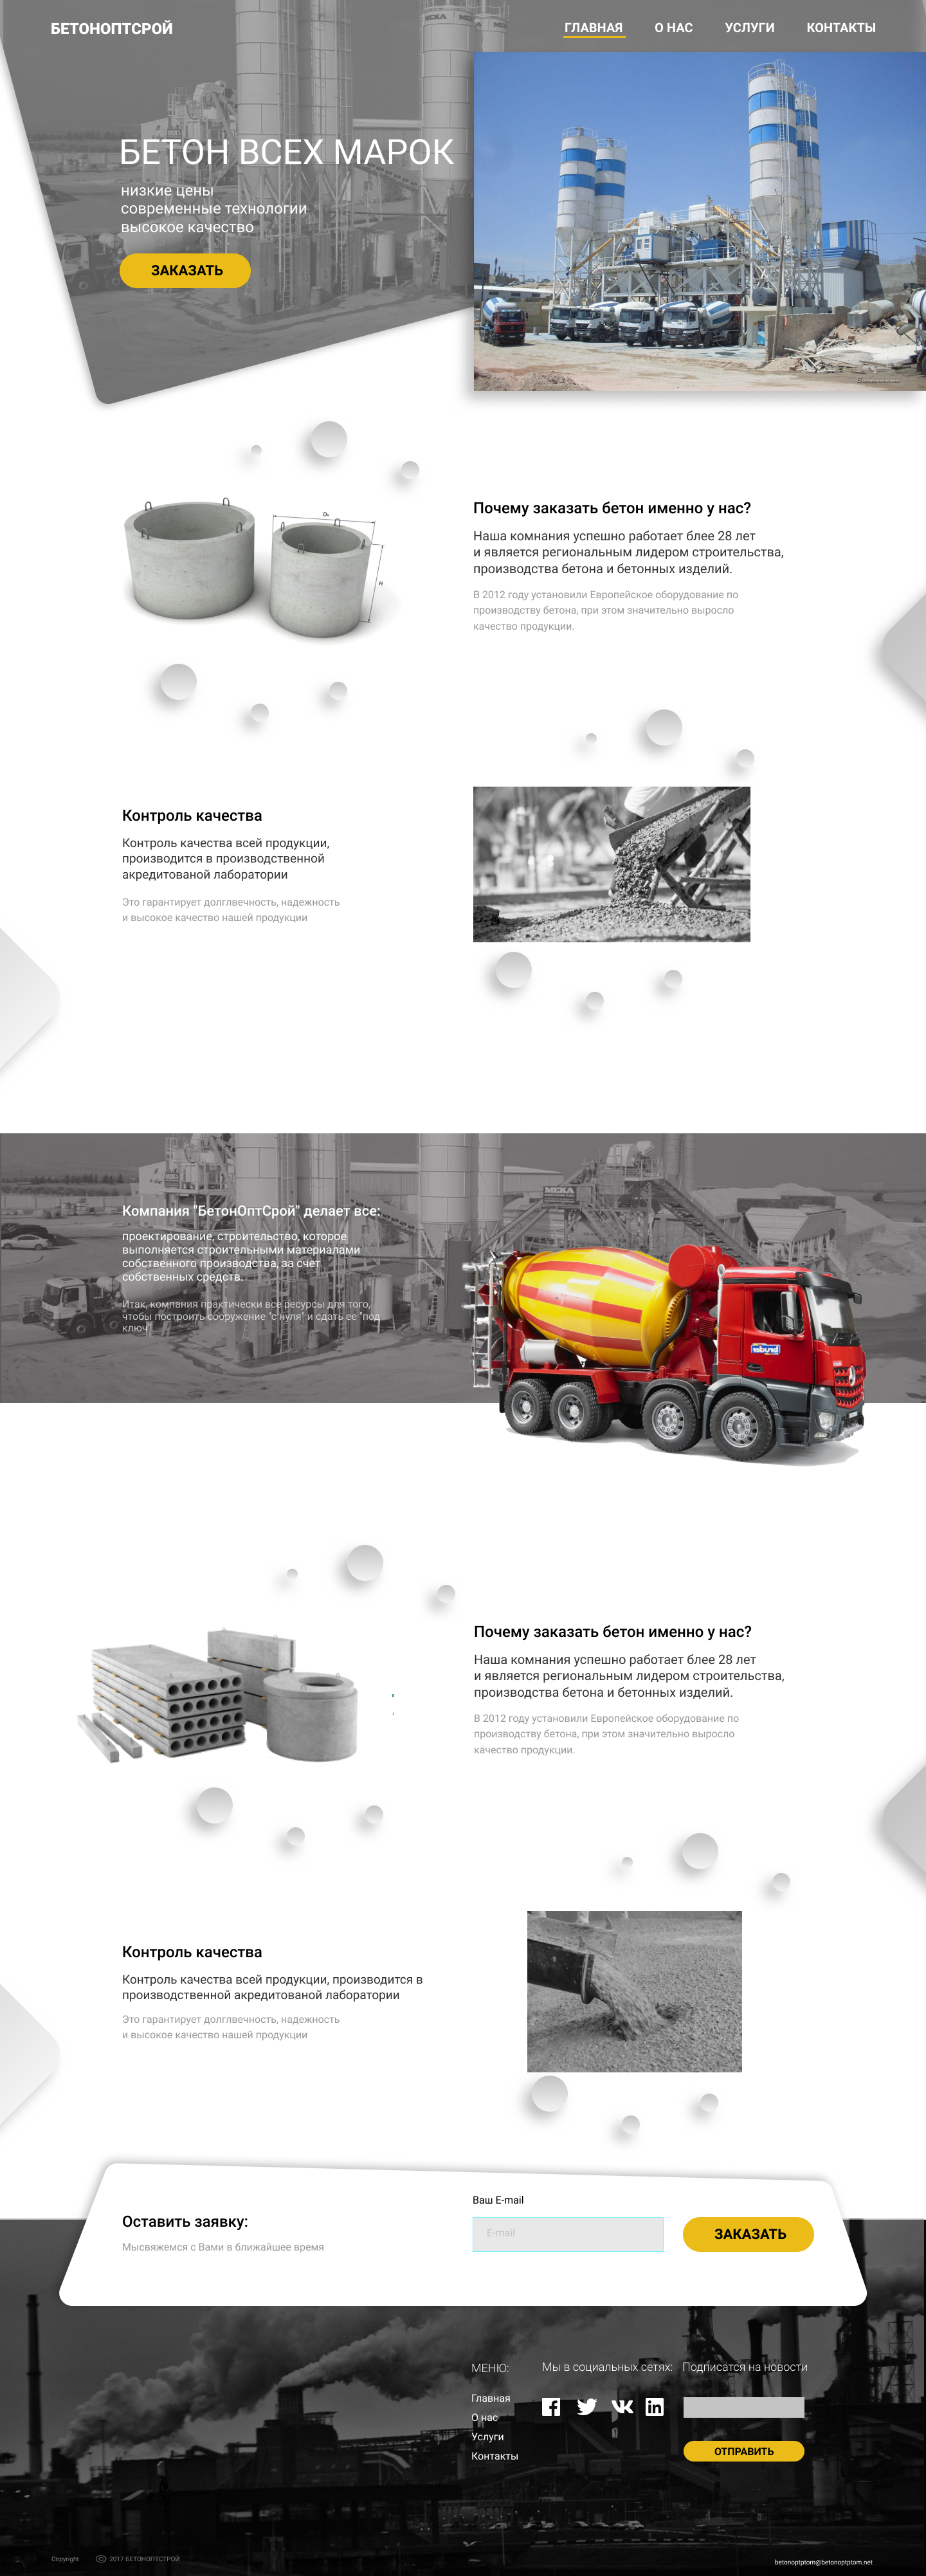 БЕТОНОПТСРОЙ
ГЛАВНАЯ О НАС УСЛУГИ КОНТАКТЫ
БЕТОН ВСЕХ МАРОК
низкие цены
современные технологии
высокое качество
ЗАКАЗАТЬ
Почему заказать бетон именно у нас?
Наша комнания успешно работает блее 28 лет
и является региональным лидером строительства,
производства бетона и бетонных изделий.
В 2012 году установили Европейское оборудование по
производству бетона, при этом значительно выросло
качество продукции.
Контроль качества
Контроль качества всей продукции,
производится в производственной
акредитованой лаборатории
Это гарантирует долглвечность, надежность
и высокое качество нашей продукции
MEKA
Компания "БетонОптСрой" делает все:
проектирование, строительство, которое
выполняется строительными материалами
собственного производства, за счет
собственных средств.
Итак, компания практически все ресурсы для того,
чтобы построить сооружение "с нуля" и сдать ее "под
ключ".
Почему заказать бетон именно у нас?
Наша комнания успешно работает блее 28 лет
и является региональным лидером строительства,
производства бетона и бетонных изделий.
В 2012 году установили Европейское оборудование по
производству бетона, при этом значительно выросло
качество продукции.
Контроль качества
Контроль качества всей продукции, производится в
производственной акредитованой лаборатории
Это гарантирует долглвечность, надежность
и высокое качество нашей продукции
Оставить заявку:
Мысвяжемся с Вами в ближайшее время
Ваш E-mail
E-mail
ЗАКАЗАТЬ
МЕНЮ:
Главная
О нас
Услуги
Контакты
Мы в социальных сетях:
Подписатся на новости
ОТПРАВИТЬ
Copyright 2017 БЕТОНОПТСТРОЙ
betonoptptom@betonoptptom.net